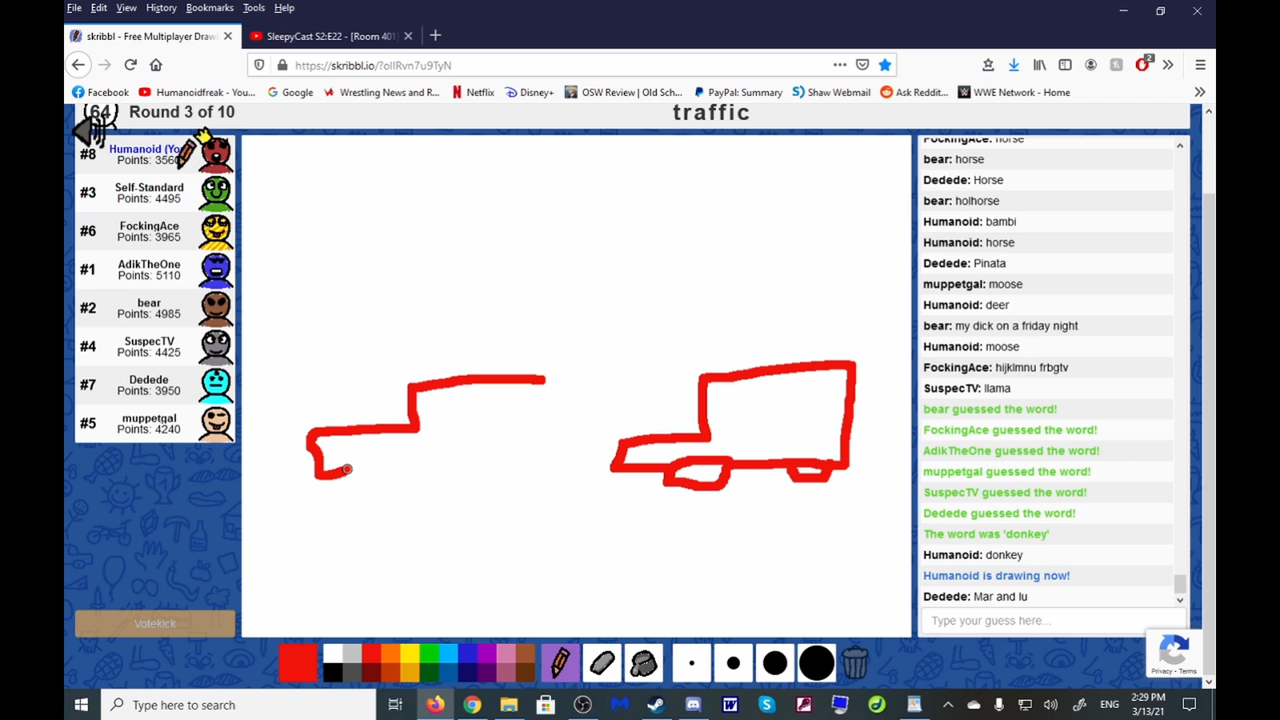 File Edit View History Bookmarks Tools Help
skribbl - Free Multiplayer Draw
SleepyCast S2:E22 - [Room 401]
https://skribbl.io/?olIRvn7u9TyN
2
Facebook Humanoidfreak - You... Google Wrestling News and R... Netflix Disney+ OSW Review | Old Sch... PayPal: Summary Shaw Webmail Ask Reddit... WWE Network - Home
64 Round 3 of 10 traffic
#8 Humanoid
Points: 3560
#3 Self-Standard
Points: 4495
#6 FockingAce
Points: 3965
#1 AdikTheOne
Points: 5110
#2 bear
Points: 4985
#4 SuspecTV
Points: 4425
#7 Dedede
Points: 3950
#5 muppetgal
Points: 4240
Votekick
FockingAce: horse
bear: horse
Dedede: Horse
bear: holhorse
Humanoid: bambi
Humanoid: horse
Dedede: Pinata
muppetgal: moose
Humanoid: deer
bear: my dick on a friday night
Humanoid: moose
FockingAce: hijklmnu frbgtv
SuspecTV: llama
bear guessed the word!
FockingAce guessed the word!
AdikTheOne guessed the word!
muppetgal guessed the word!
SuspecTV guessed the word!
Dedede guessed the word!
The word was 'donkey'
Humanoid: donkey
Humanoid is drawing now!
Dedede: Mar and lu
Type your guess here...
Privacy - Terms
Type here to search
2:29 PM
3/13/21